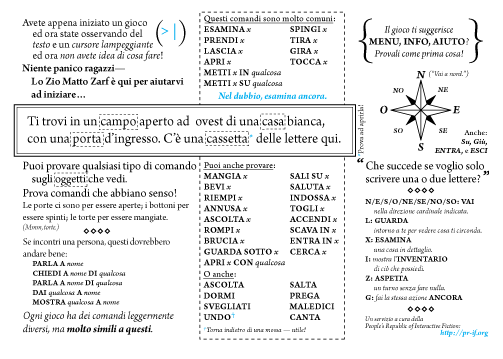 Avete appena iniziato un gioco
ed ora state osservando del
testo e un cursore lampeggiante
ed ora non avete idea di cosa fare!
Niente panico ragazzi—
Lo Zio Matto Zarf è qui per aiutarvi
ad iniziare…
>|
Questi comandi sono molto comuni:
ESAMINA x SPINGI x
PRENDI x TIRA x
LASCIA x GIRA x
APRI x TOCCA x
METTI x IN qualcosa
METTI x SU qualcosa
Nel dubbio, esamina ancora.
Il gioco ti suggerisce
MENU, INFO, AIUTO?
Provali come prima cosa!
N ("Vai a nord.")
NO NE
O E
SO SE
S
Anche:
Su, Giù,
ENTRA, e ESCI
Ti trovi in un campo aperto ad ovest di una casa bianca,
con una porta d'ingresso. C'è una cassetta delle lettere qui.
Prova ad aprirla!
Puoi provare qualsiasi tipo di comando
sugli oggetti che vedi.
Prova comandi che abbiano senso!
Le porte ci sono per essere aperte; i bottoni per
essere spinti; le torte per essere mangiate.
(Mmm, torte.)
Se incontri una persona, questi dovrebbero
andare bene:
PARLA A nome
CHIEDI A nome DI qualcosa
PARLA A nome DI qualcosa
DAI qualcosa A nome
MOSTRA qualcosa A nome
Ogni gioco ha dei comandi leggermente
diversi, ma molto simili a questi.
Puoi anche provare:
MANGIA x SALI SU x
BEVI x SALUTA x
RIEMPI x INDOSSA x
ANNUSA x TOGLI x
ASCOLTA x ACCENDI x
ROMPI x SCAVA IN x
BRUCIA x ENTRA IN x
GUARDA SOTTO x CERCA x
APRI x CON qualcosa
O anche:
ASCOLTA SALTA
DORMI PREGA
SVEGLIATI MALEDICI
UNDO† CANTA
†Torna indietro di una mossa — utile!
“Che succede se voglio solo
scrivere una o due lettere?”
N/E/S/O/NE/SE/NO/SO: VAI
nella direzione cardinale indicata.
L: GUARDA
intorno a te per vedere cosa ti circonda.
X: ESAMINA
una cosa in dettaglio.
I: mostra l'INVENTARIO
di ciò che possiedi.
Z: ASPETTA
un turno senza fare nulla.
G: fai la stessa azione ANCORA
Un servizio a cura della
People's Republic of Interactive Fiction:
http://pr-if.org